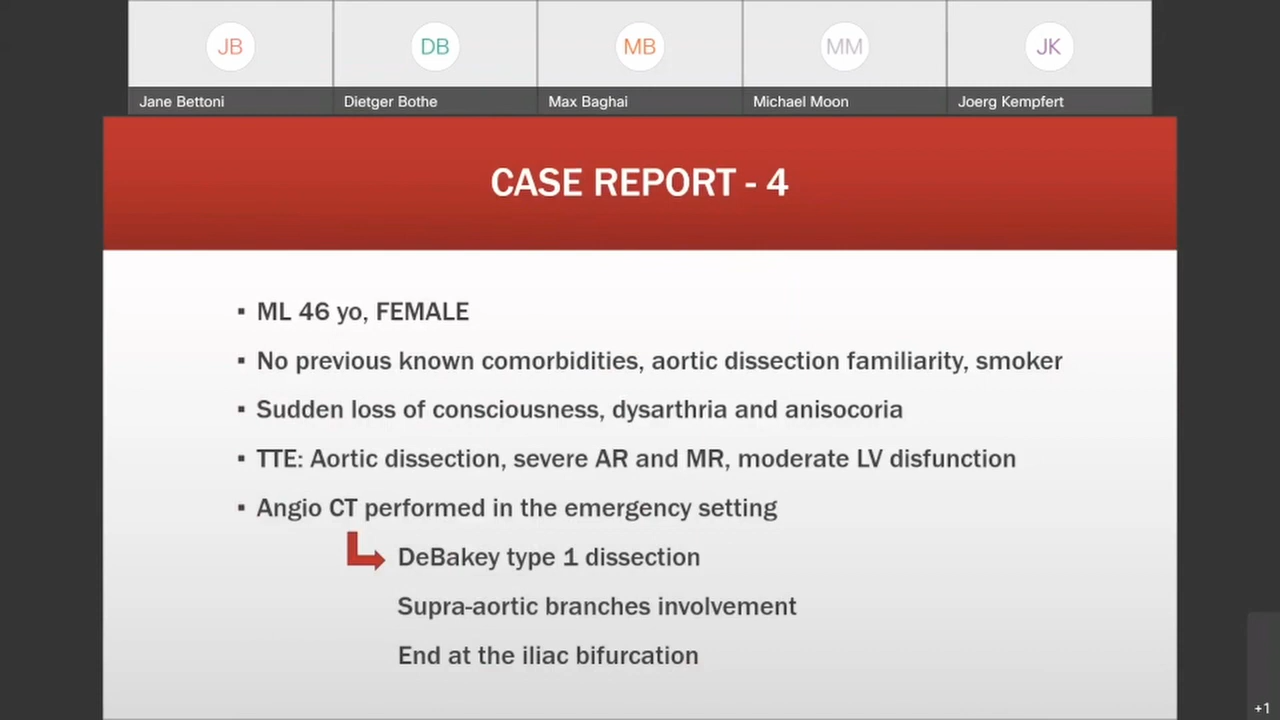 JB
DB
MB
MM
JK
Jane Bettoni
Dietger Bothe
Max Baghai
Michael Moon
Joerg Kempfert
CASE REPORT - 4
▪ ML 46 yo, FEMALE
▪ No previous known comorbidities, aortic dissection familiarity, smoker
▪ Sudden loss of consciousness, dysarthria and anisocoria
▪ TTE: Aortic dissection, severe AR and MR, moderate LV disfunction
▪ Angio CT performed in the emergency setting
DeBakey type 1 dissection
Supra-aortic branches involvement
End at the iliac bifurcation
+1